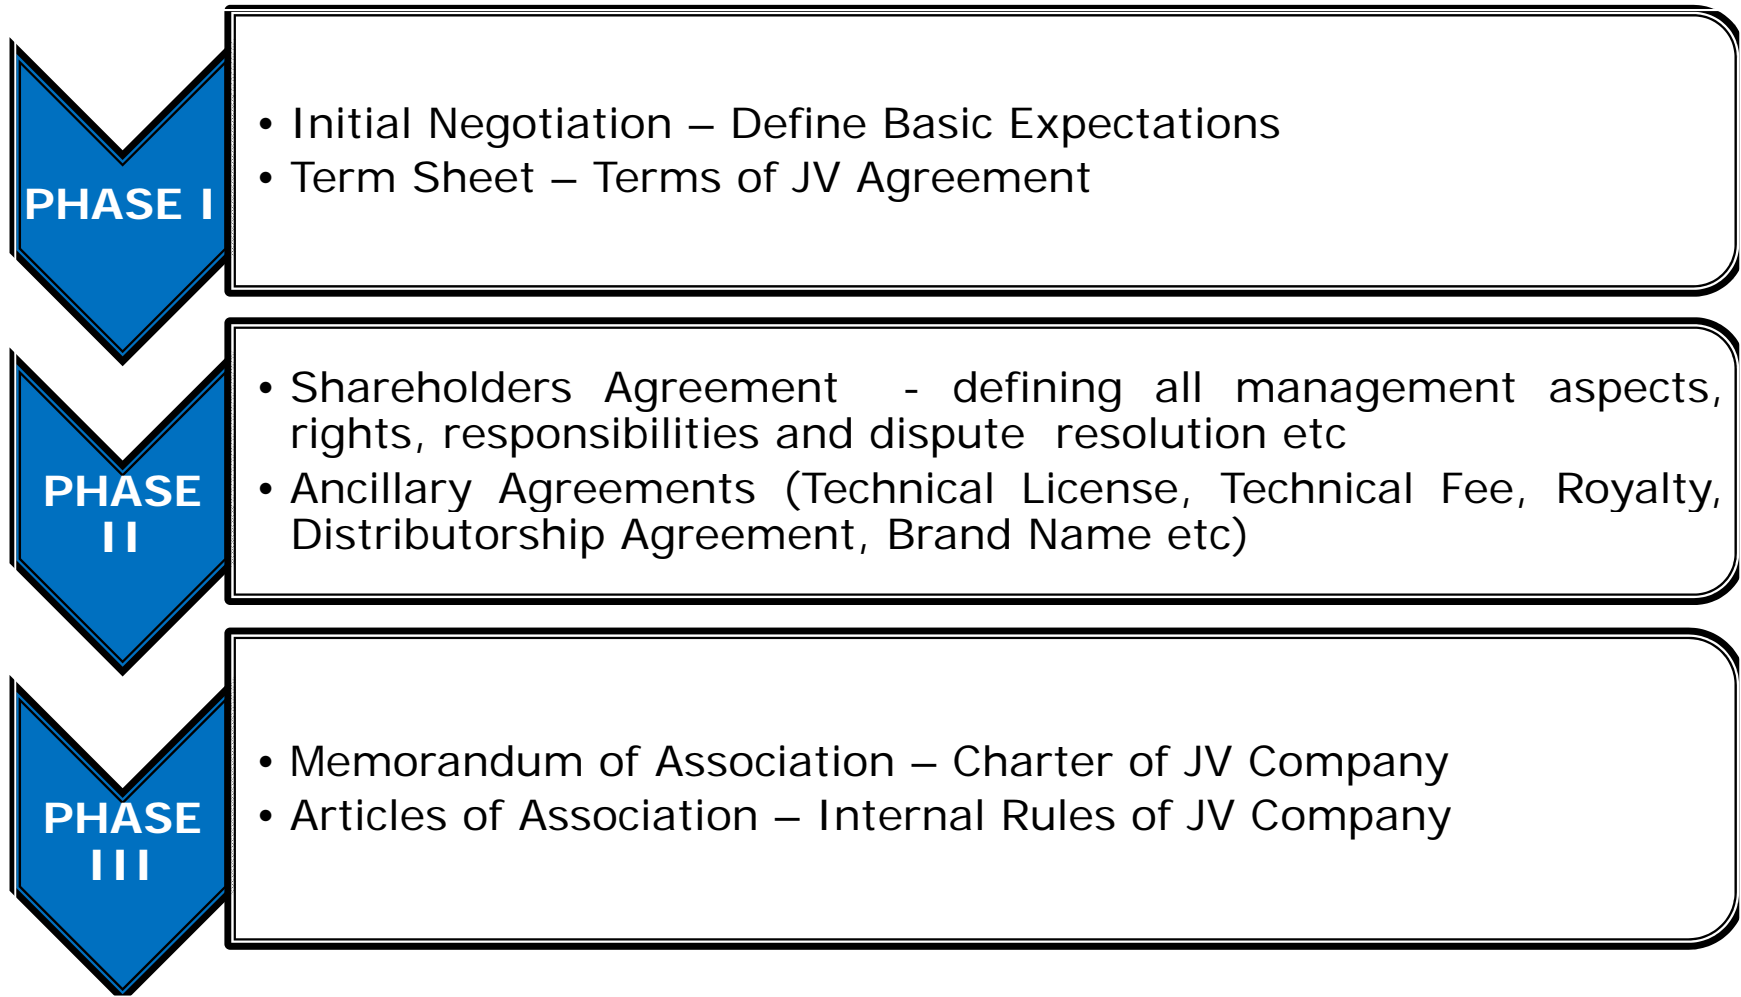 PHASE I
• Initial Negotiation – Define Basic Expectations
• Term Sheet – Terms of JV Agreement
PHASE
II
• Shareholders Agreement - defining all management aspects,
rights, responsibilities and dispute resolution etc
• Ancillary Agreements (Technical License, Technical Fee, Royalty,
Distributorship Agreement, Brand Name etc)
PHASE
III
• Memorandum of Association – Charter of JV Company
• Articles of Association – Internal Rules of JV Company